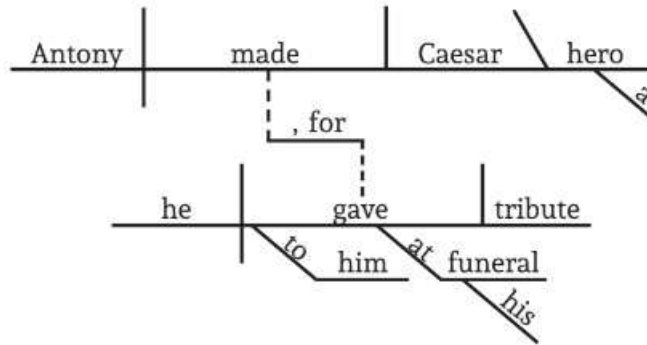 Antony made Caesar hero
a
, for
he gave tribute
to him at funeral
his